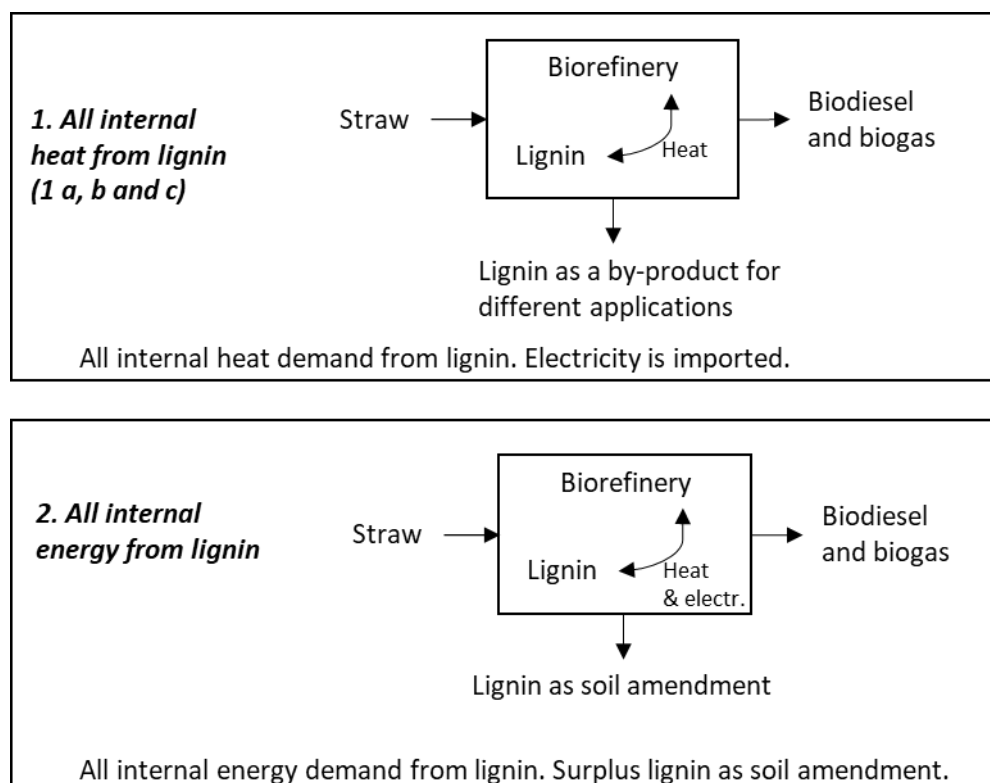 1. All internal
heat from lignin
(1 a, b and c)
Straw
Biorefinery
Lignin
Heat
Biodiesel
and biogas
Lignin as a by-product for
different applications
All internal heat demand from lignin. Electricity is imported.
2. All internal
energy from lignin
Straw
Biorefinery
Lignin
Heat
& electr.
Biodiesel
and biogas
Lignin as soil amendment
All internal energy demand from lignin. Surplus lignin as soil amendment.